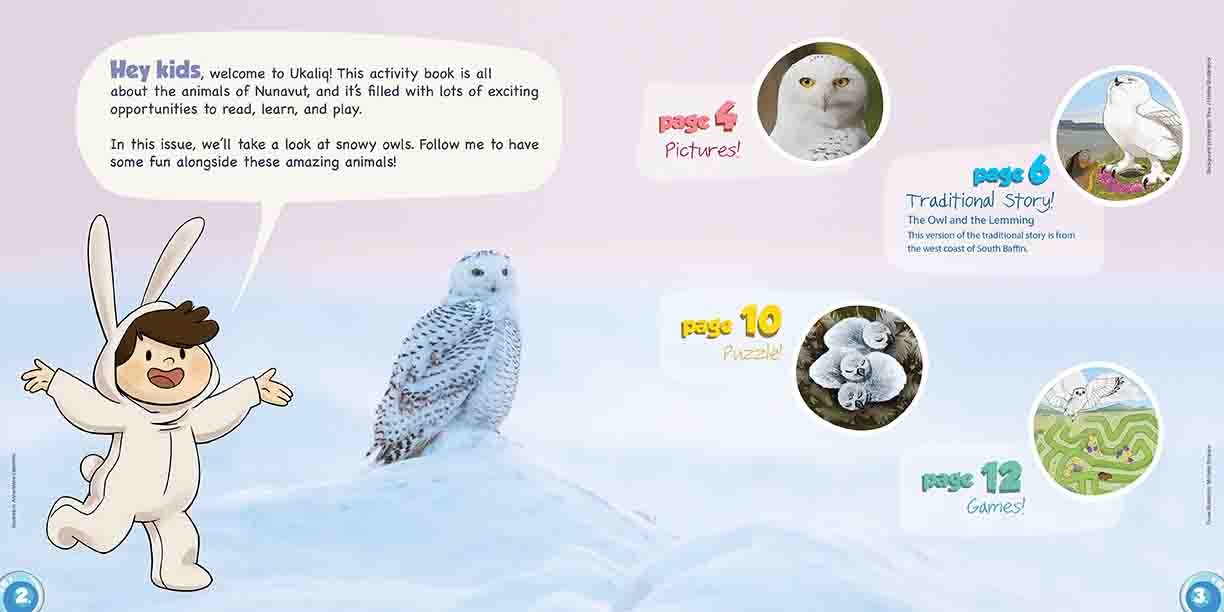 Hey kids, welcome to Ukaliq! This activity book is all
about the animals of Nunavut, and it's filled with lots of exciting
opportunities to read, learn, and play.
In this issue, we'll take a look at snowy owls. Follow me to have
some fun alongside these amazing animals!
page 4
Pictures!
page 6
Traditional Story!
The Owl and the Lemming
This version of the traditional story is from
the west coast of South Baffin.
page 10
Puzzle!
page 12
Games!
2
3